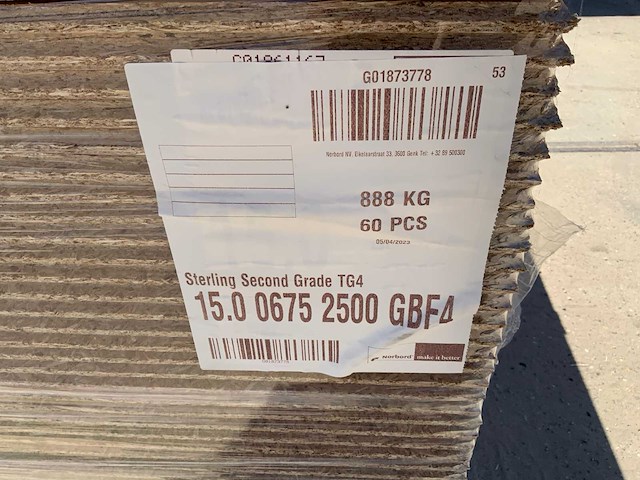 G01873778 53
Norbord NV, Eikelaarstraat 33, 3600 Genk Tel: +32 89 500300
888 KG
60 PCS
05/04/2023
Sterling Second Grade TG4
15.0 0675 2500 GBF4
norbord make it better